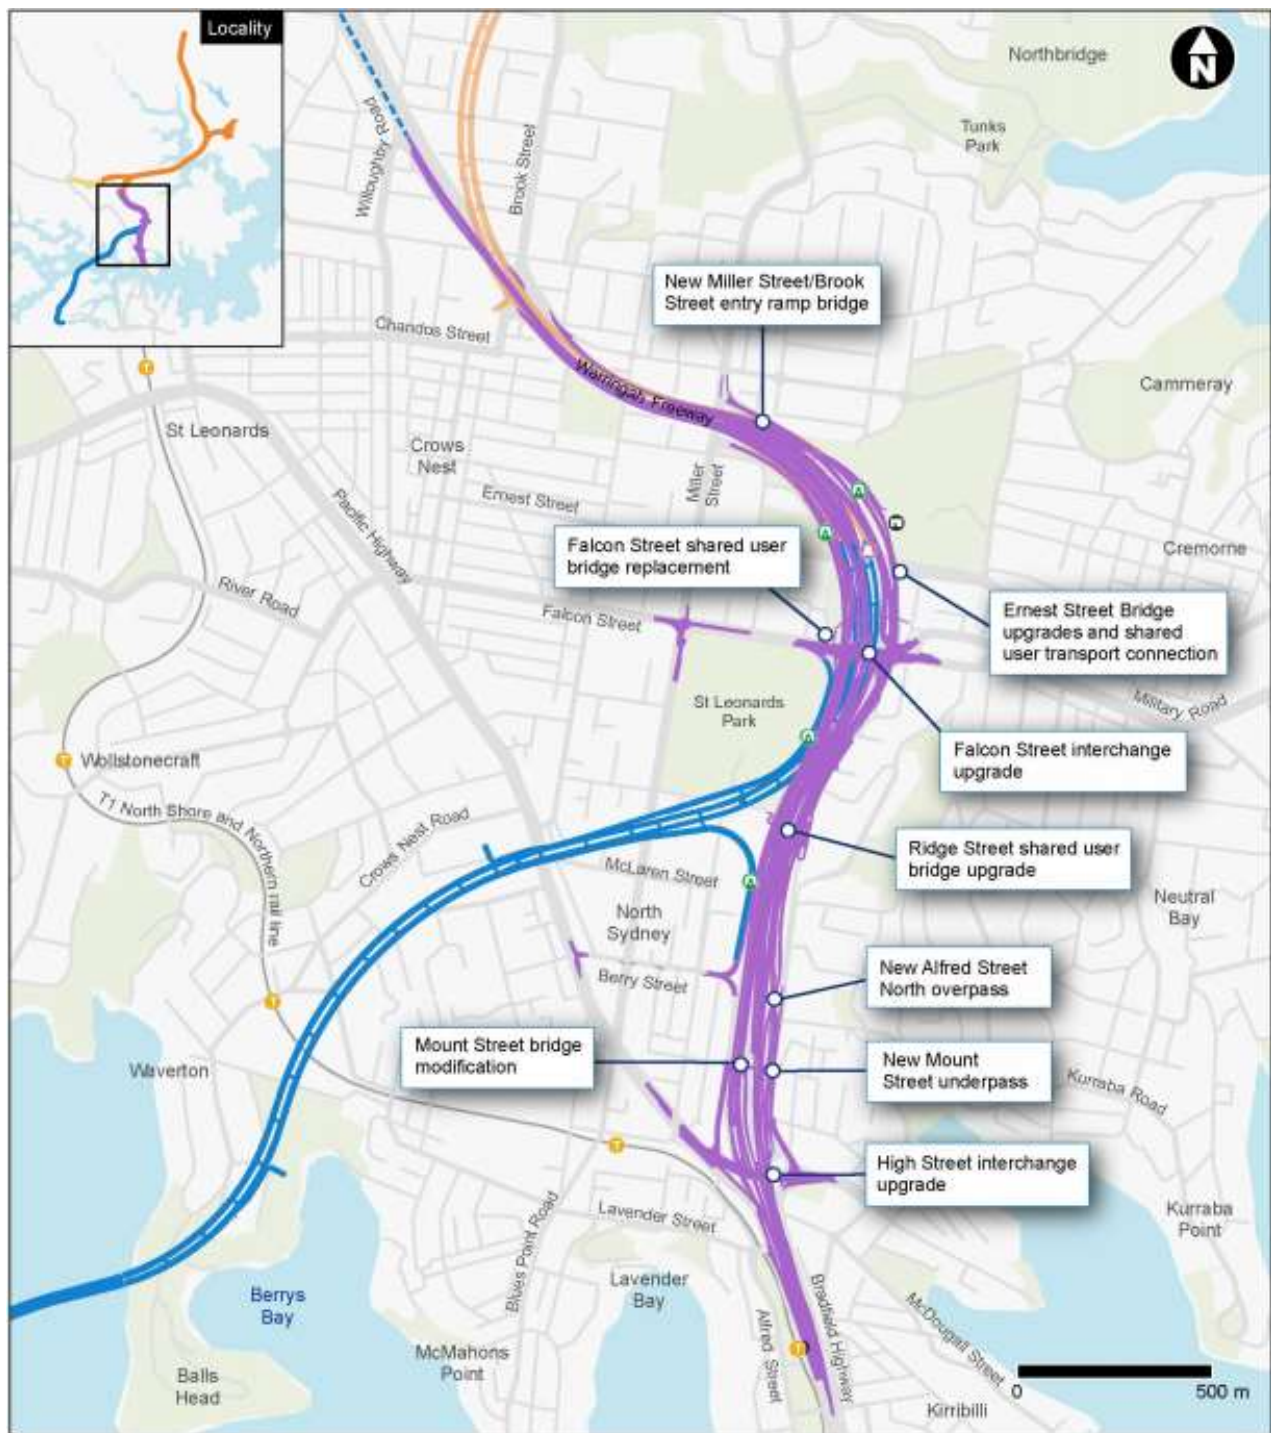 Locality
N
Northbridge
Tunks
Park
Willoughby Road
Brook Street
New Miller Street/Brook
Street entry ramp bridge
Chandos Street
Warringah Freeway
Cammeray
St Leonards
Crows
Nest
Miller
Street
Ernest Street
Pacific Highway
Falcon Street shared user
bridge replacement
Cremorne
River Road
Falcon Street
Ernest Street Bridge
upgrades and shared
user transport connection
St Leonards
Park
Military Road
Falcon Street interchange
upgrade
Wollstonecraft
T1 North Shore and Northern rail line
Crows Nest Road
Ridge Street shared user
bridge upgrade
McLaren Street
Neutral
Bay
North
Sydney
Berry Street
New Alfred Street
North overpass
Mount Street bridge
modification
Waverton
New Mount
Street underpass
Kurraba Road
High Street interchange
upgrade
Kurraba
Point
Lavender Street
Blues Point Road
Lavender
Bay
Berrys
Bay
Bradfield Highway
McDougall Street
Alfred Street
McMahons
Point
Balls
Head
0
500 m
Kirribilli
T
T
T
T
T